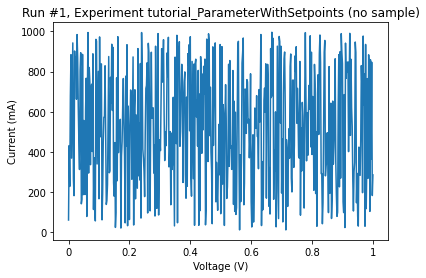 Run #1, Experiment tutorial_ParameterWithSetpoints (no sample)
1000
800
600
400
200
0
Current (mA)
0 0.2 0.4 0.6 0.8 1
Voltage (V)